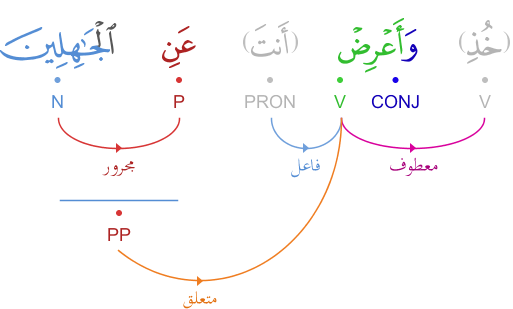 (خُذِ) وَأَعْرِضْ (أَنتَ) عَنِ ٱلْجَـٰهِلِينَ
V CONJ V PRON P N
معطوف فاعل مجرور
PP
متعلق